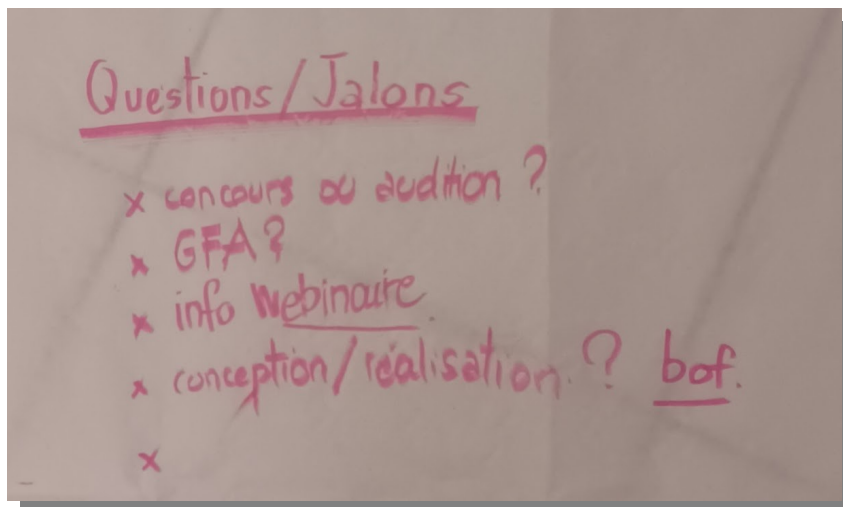 Questions/Jalons
x concours ou audition ?
x GFA?
x info webinaire.
x conception/réalisation. ? bof.
x